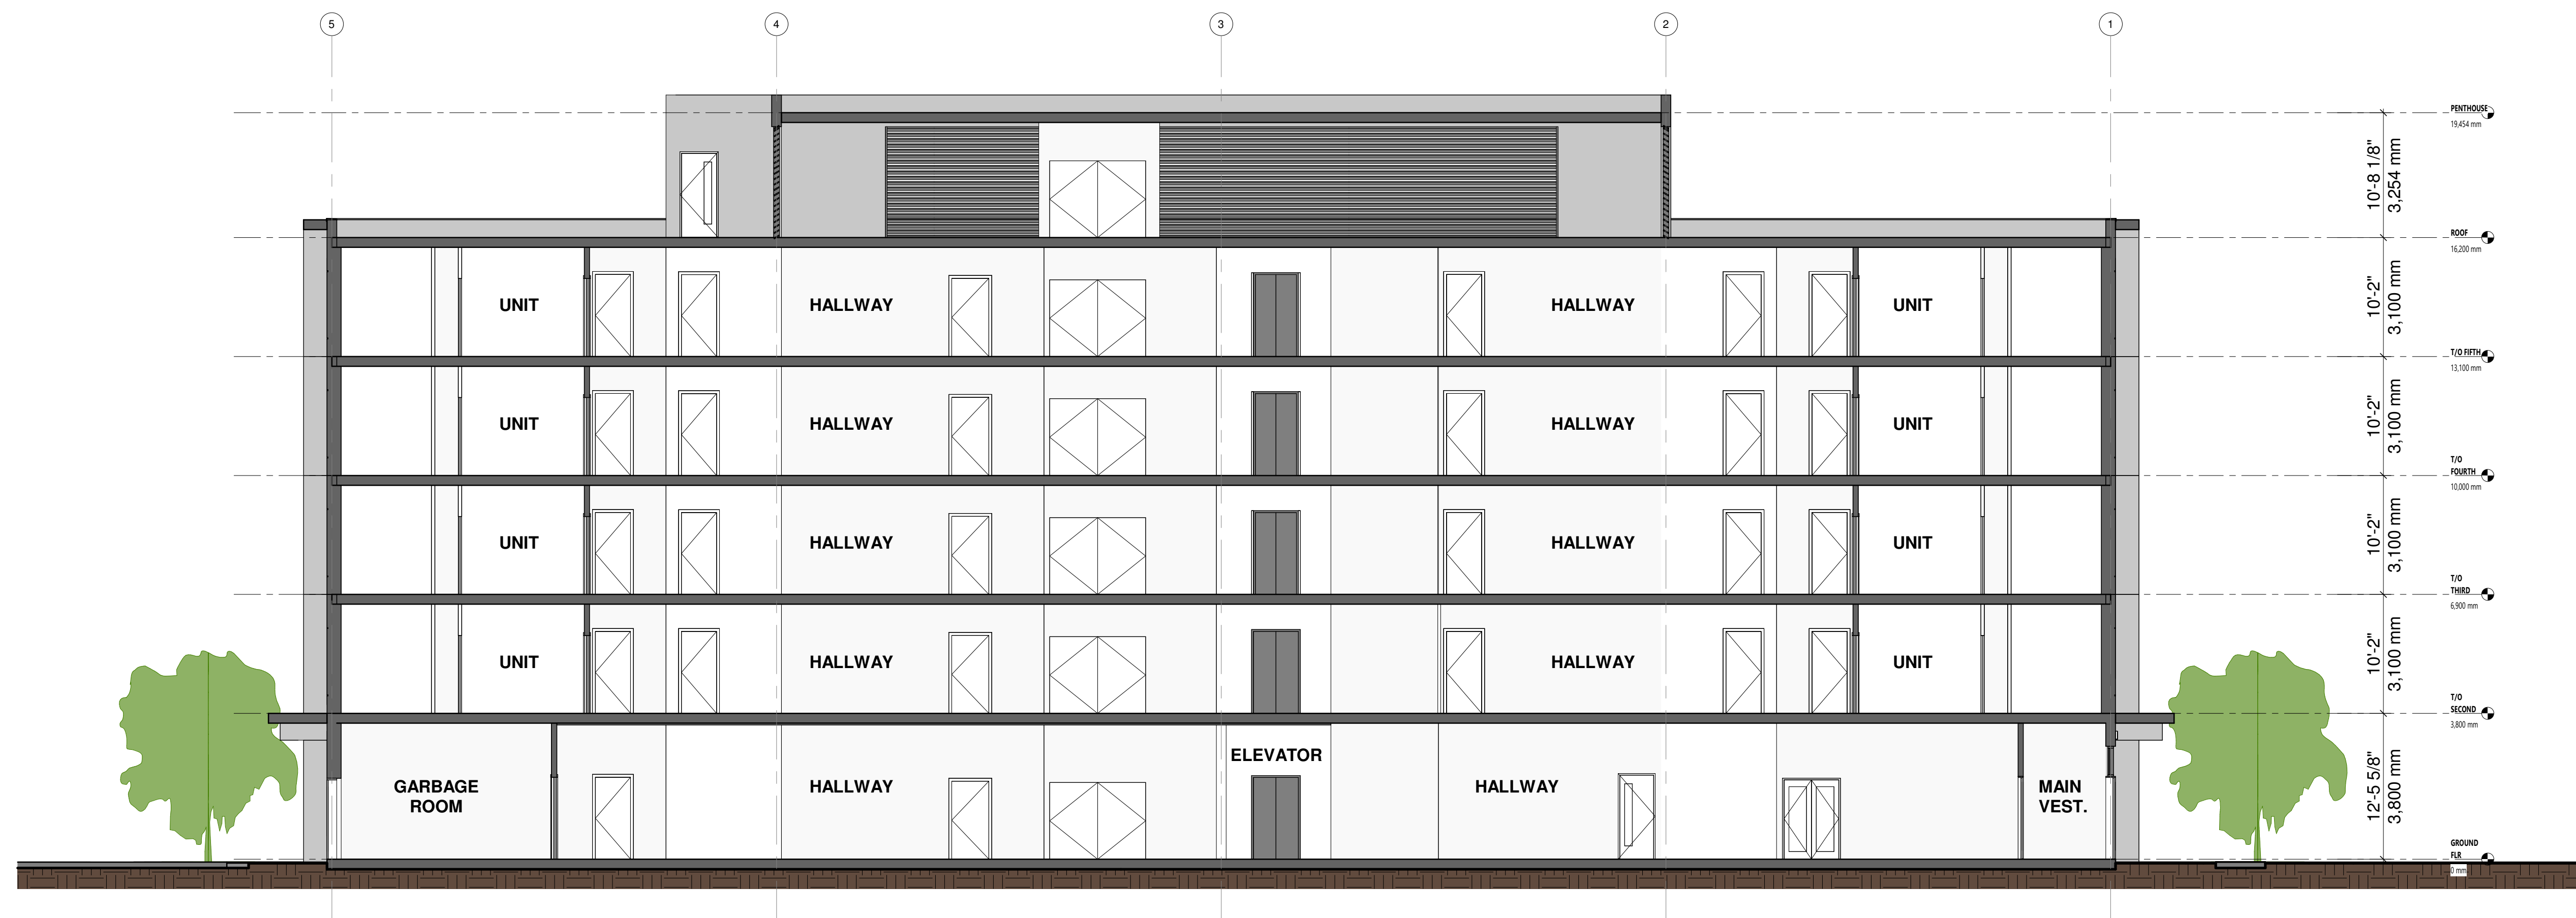 5
4
3
2
1
PENTHOUSE
19,454 mm
10'-8 1/8"
3,254 mm
ROOF
16,200 mm
UNIT
HALLWAY
HALLWAY
UNIT
10'-2"
3,100 mm
T/O FIFTH
13,100 mm
UNIT
HALLWAY
HALLWAY
UNIT
10'-2"
3,100 mm
T/O
FOURTH
10,000 mm
UNIT
HALLWAY
HALLWAY
UNIT
10'-2"
3,100 mm
T/O
THIRD
6,900 mm
UNIT
HALLWAY
HALLWAY
UNIT
10'-2"
3,100 mm
T/O
SECOND
3,800 mm
GARBAGE
ROOM
HALLWAY
ELEVATOR
HALLWAY
MAIN
VEST.
12'-5 5/8"
3,800 mm
GROUND
FLR
0 mm